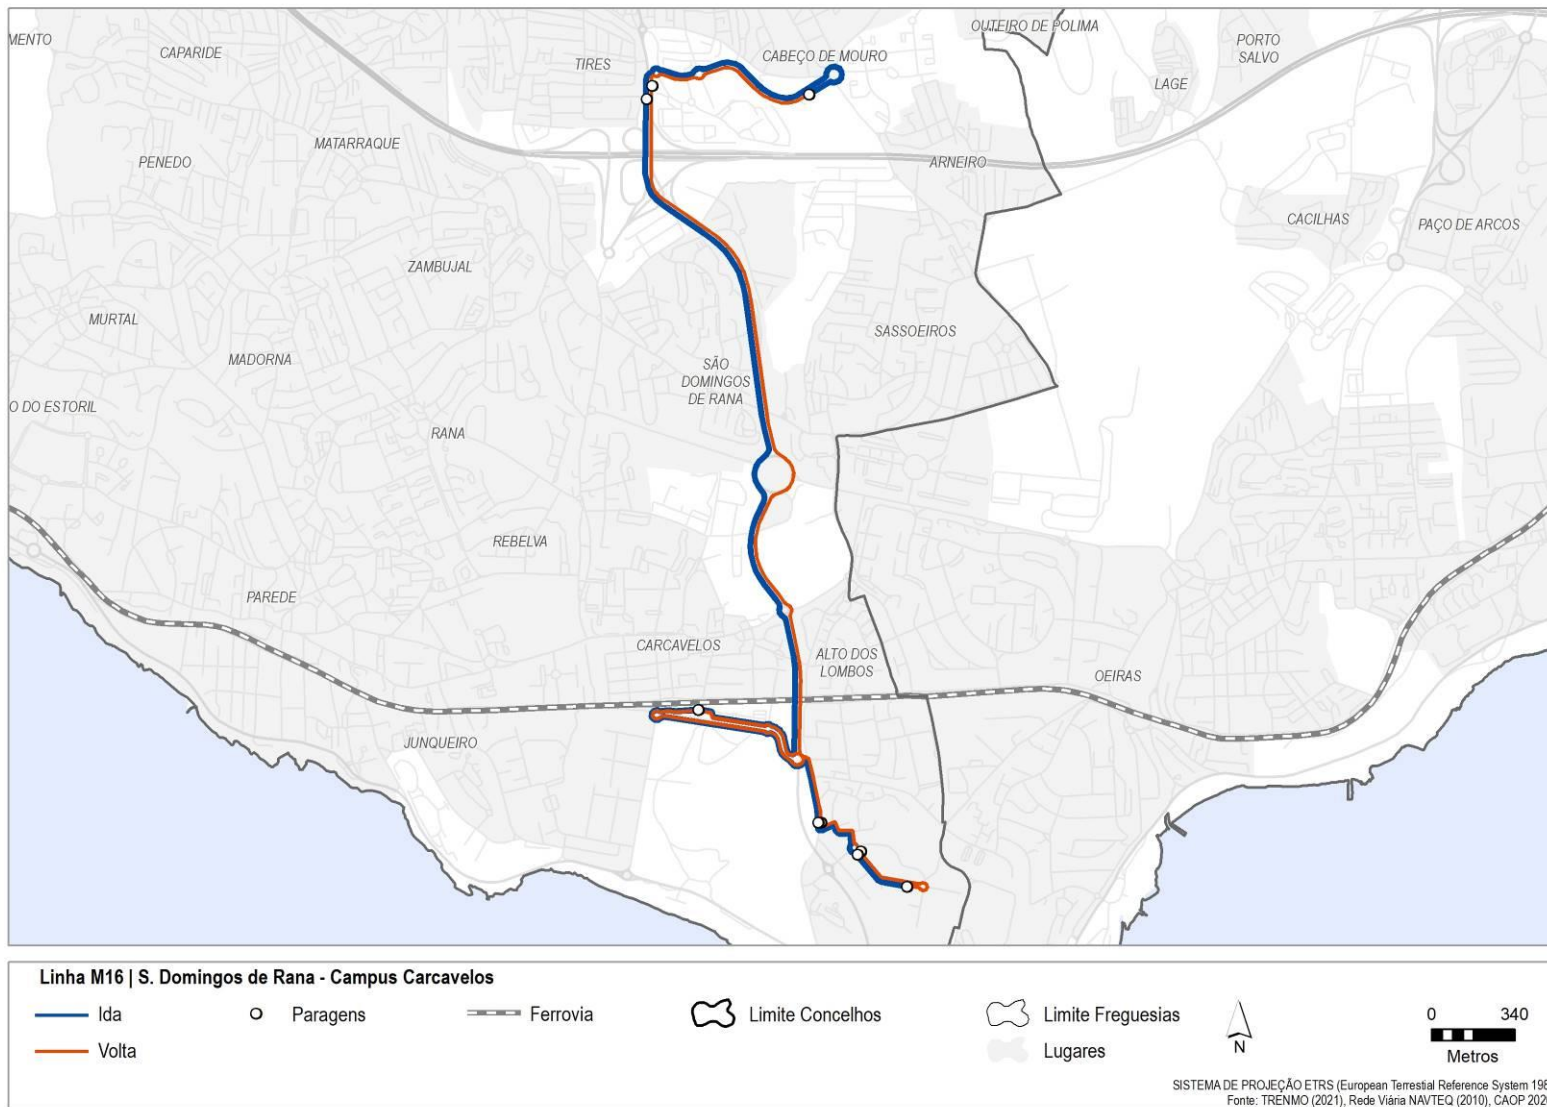 OUTEIRO DE POLIMA
MENTO
CAPARIDE
TIRES
CABEÇO DE MOURO
PORTO
SALVO
LAGE
MATARRAQUE
PENEDO
ARNEIRO
CACILHAS
PAÇO DE ARCOS
ZAMBUJAL
MURTAL
SASSOEIROS
MADORNA
SÃO
DOMINGOS
DE RANA
O DO ESTORIL
RANA
REBELVA
PAREDE
CARCAVELOS
ALTO DOS
LOMBOS
OEIRAS
JUNQUEIRO
Linha M16 | S. Domingos de Rana - Campus Carcavelos
Ida
Paragens
Ferrovia
Limite Concelhos
Limite Freguesias
0 340
Volta
Lugares
N
Metros
SISTEMA DE PROJEÇÃO ETRS (European Terrestial Reference System 198
Fonte: TRENMO (2021), Rede Viária NAVTEQ (2010), CAOP 202